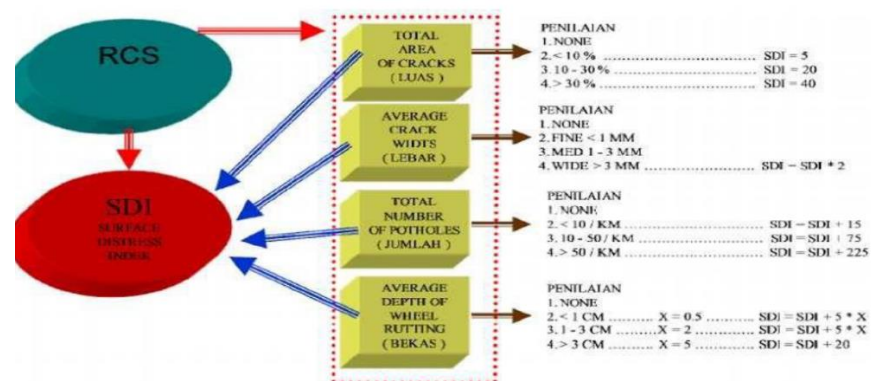 RCS
SDI
SURFACE
DISTRESS
INDEK
TOTAL
AREA
OF CRACKS
( LUAS )
PENILAIAN
1. NONE
2. < 10 % ........................ SDI = 5
3. 10 - 30 % ........................ SDI = 20
4. > 30 % ........................ SDI = 40
AVERAGE
CRACK
WIDTS
( LEBAR )
PENILAIAN
1. NONE
2. FINE < 1 MM
3. MED 1 - 3 MM
4. WIDE > 3 MM ........................ SDI = SDI * 2
TOTAL
NUMBER
OF POTHOLES
( JUMLAH )
PENILAIAN
1. NONE
2. < 10 / KM ........................ SDI = SDI + 15
3. 10 - 50 / KM ........................ SDI = SDI + 75
4. > 50 / KM ........................ SDI = SDI + 225
AVERAGE
DEPTH OF
WHEEL
RUTTING
( BEKAS )
PENILAIAN
1. NONE
2. < 1 CM ........... X = 0.5 ........... SDI = SDI + 5 * X
3. 1 - 3 CM ........... X = 2 ........... SDI = SDI + 5 * X
4. > 3 CM ........... X = 5 ........... SDI = SDI + 20